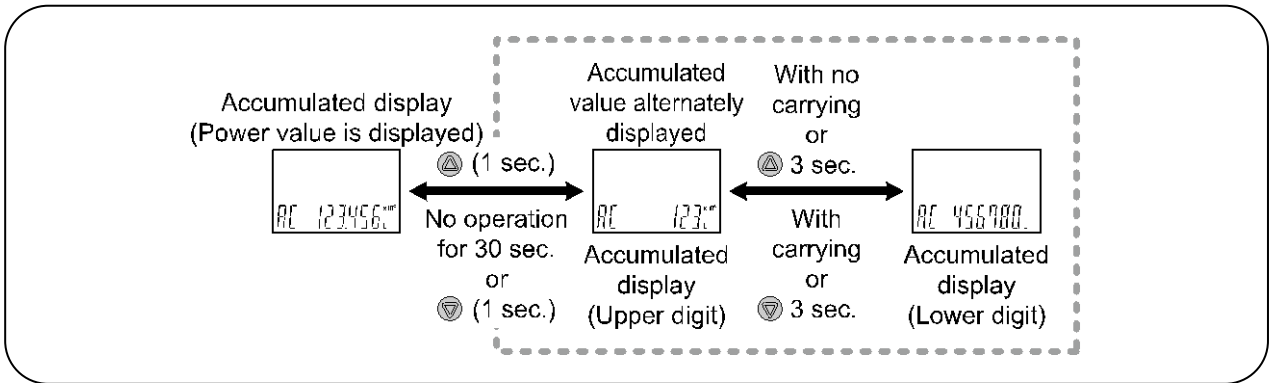 Accumulated display
(Power value is displayed)
AC 123.456
(1 sec.)
No operation
for 30 sec.
or
(1 sec.)
Accumulated
value alternately
displayed
AC 123.
Accumulated
display
(Upper digit)
With no
carrying
or
3 sec.
With
carrying
or
3 sec.
AC 456780.
Accumulated
display
(Lower digit)